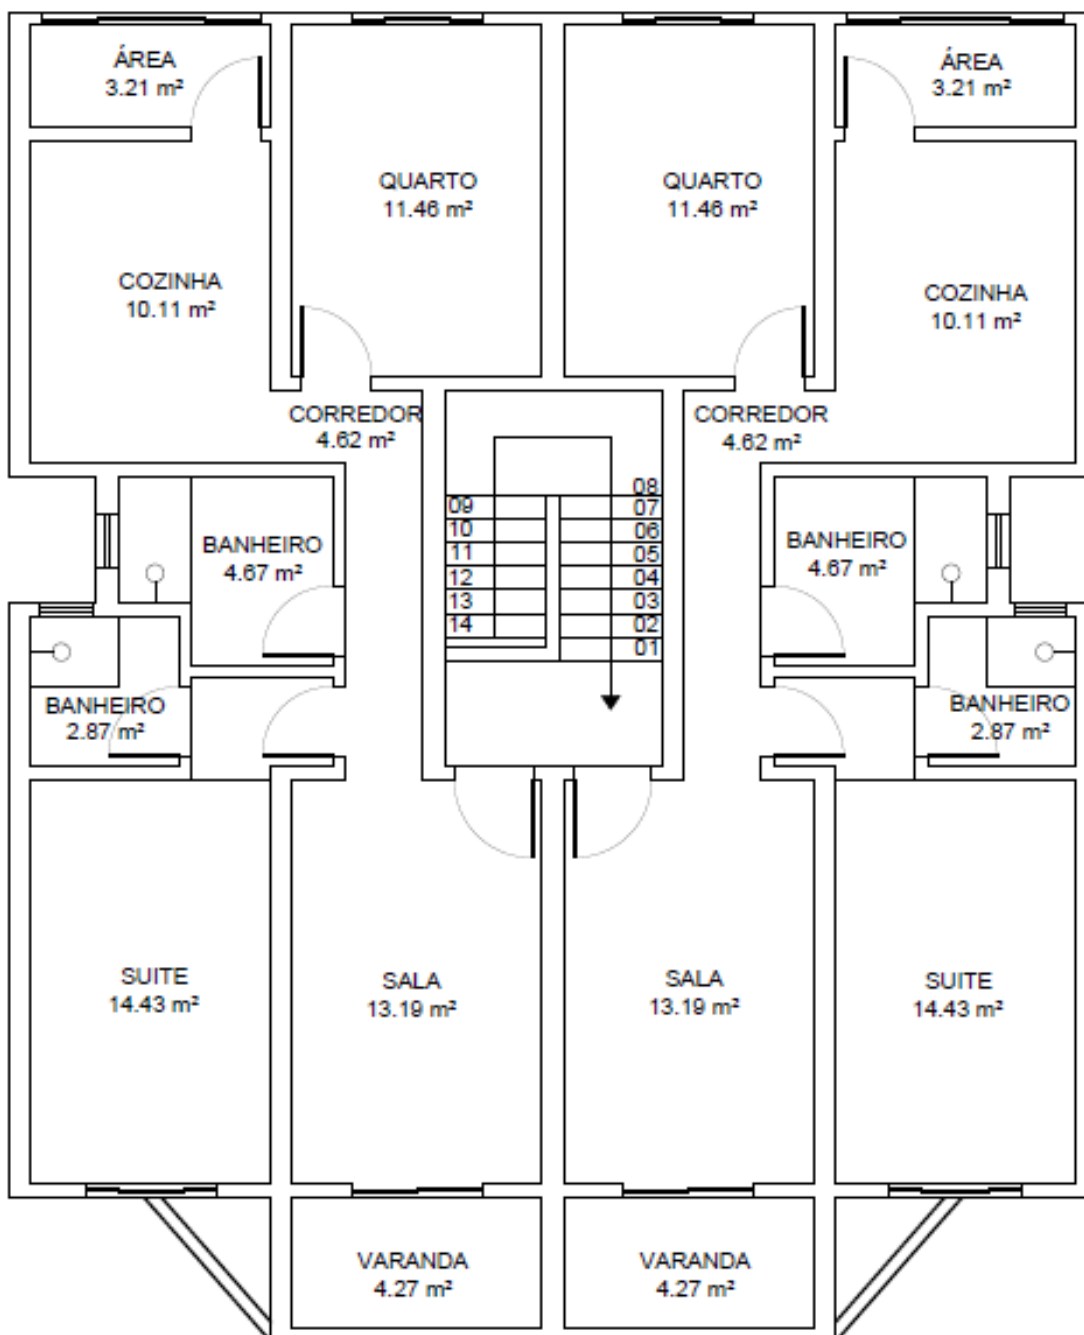 ÁREA
3.21 m²
ÁREA
3.21 m²
QUARTO
11.46 m²
QUARTO
11.46 m²
COZINHA
10.11 m²
COZINHA
10.11 m²
CORREDOR
4.62 m²
CORREDOR
4.62 m²
08
09
07
10
06
11
05
12
04
13
03
14
02
01
BANHEIRO
4.67 m²
BANHEIRO
4.67 m²
BANHEIRO
2.87 m²
BANHEIRO
2.87 m²
SUITE
14.43 m²
SALA
13.19 m²
SALA
13.19 m²
SUITE
14.43 m²
VARANDA
4.27 m²
VARANDA
4.27 m²